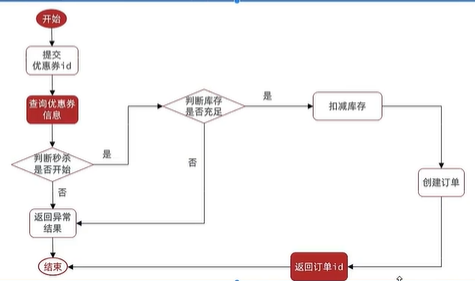 开始
提交
优惠券id
查询优惠券
信息
判断秒杀
是否开始
是
否
返回异常
结果
结束
判断库存
是否充足
是
否
扣减库存
创建订单
返回订单id